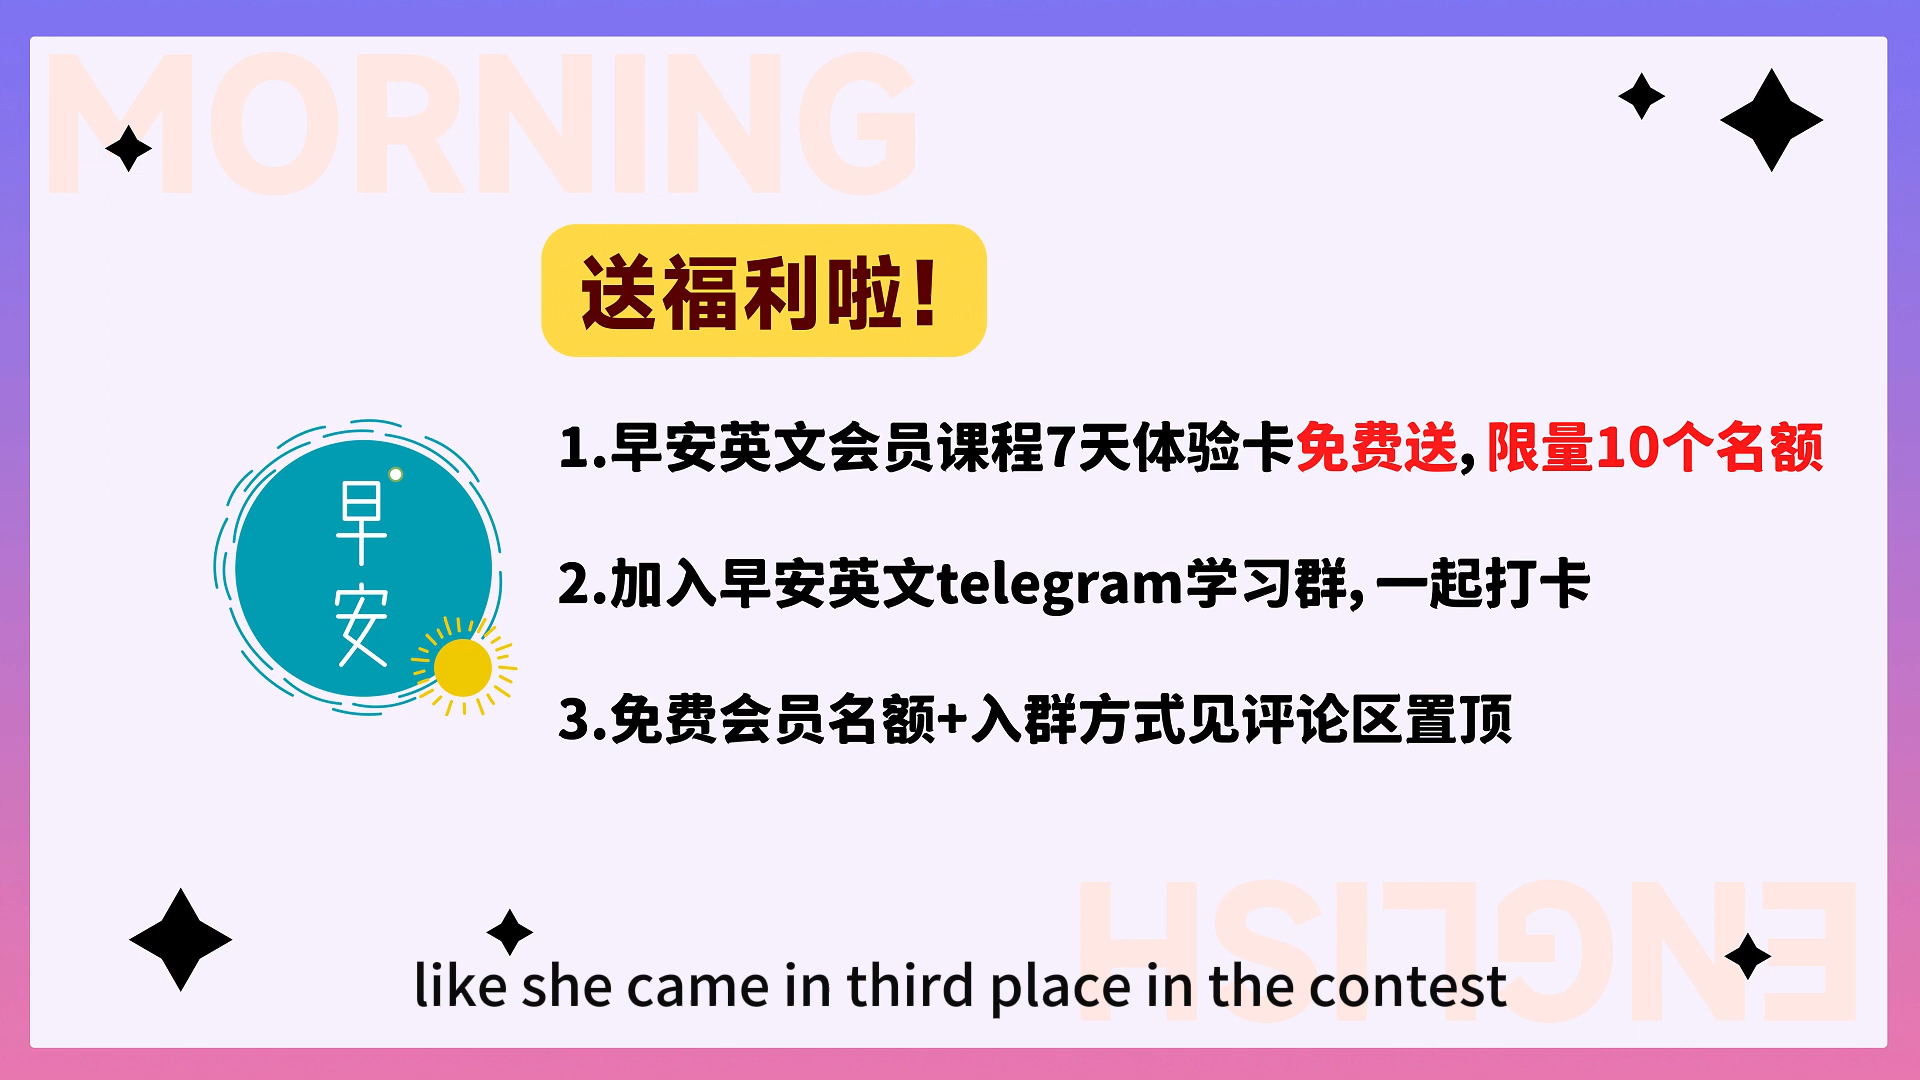 MORNING
送福利啦!
1.早安英文会员课程7天体验卡免费送, 限量10个名额
早安
2.加入早安英文telegram学习群, 一起打卡
3.免费会员名额+入群方式见评论区置顶
ENGLISH
like she came in third place in the contest